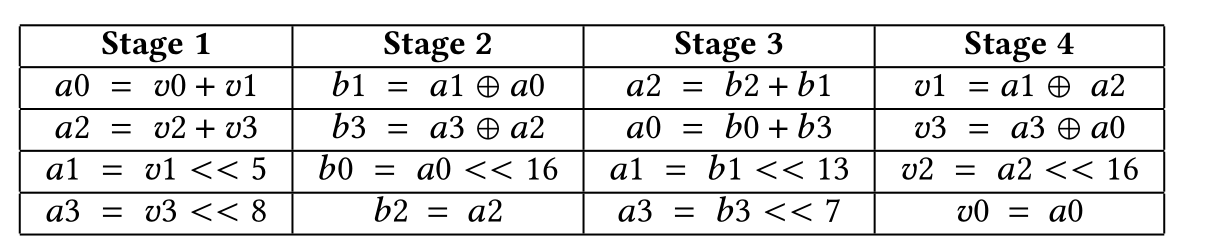 Stage 1 Stage 2 Stage 3 Stage 4
a0 = v0 + v1 b1 = a1 ⊕ a0 a2 = b2 + b1 v1 = a1 ⊕ a2
a2 = v2 + v3 b3 = a3 ⊕ a2 a0 = b0 + b3 v3 = a3 ⊕ a0
a1 = v1 << 5 b0 = a0 << 16 a1 = b1 << 13 v2 = a2 << 16
a3 = v3 << 8 b2 = a2 a3 = b3 << 7 v0 = a0